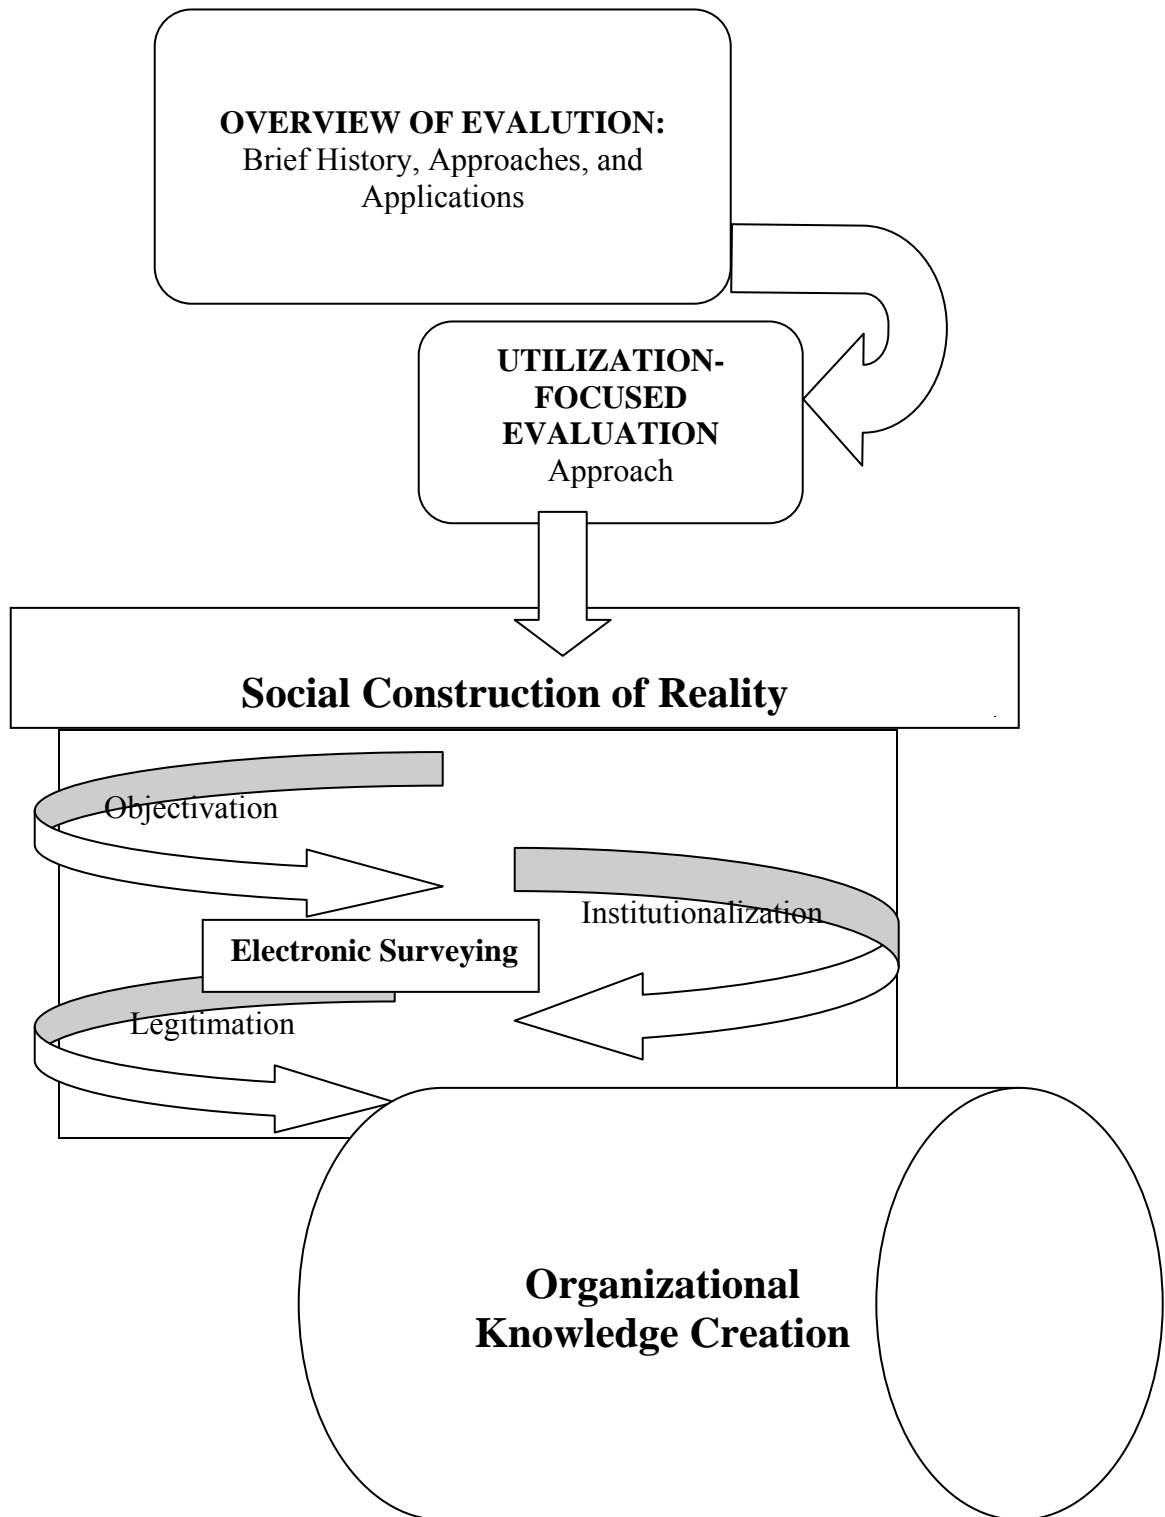 OVERVIEW OF EVALUTION:
Brief History, Approaches, and
Applications
UTILIZATION-
FOCUSED
EVALUATION
Approach
Social Construction of Reality
Objectivation
Institutionalization
Electronic Surveying
Legitimation
Organizational
Knowledge Creation